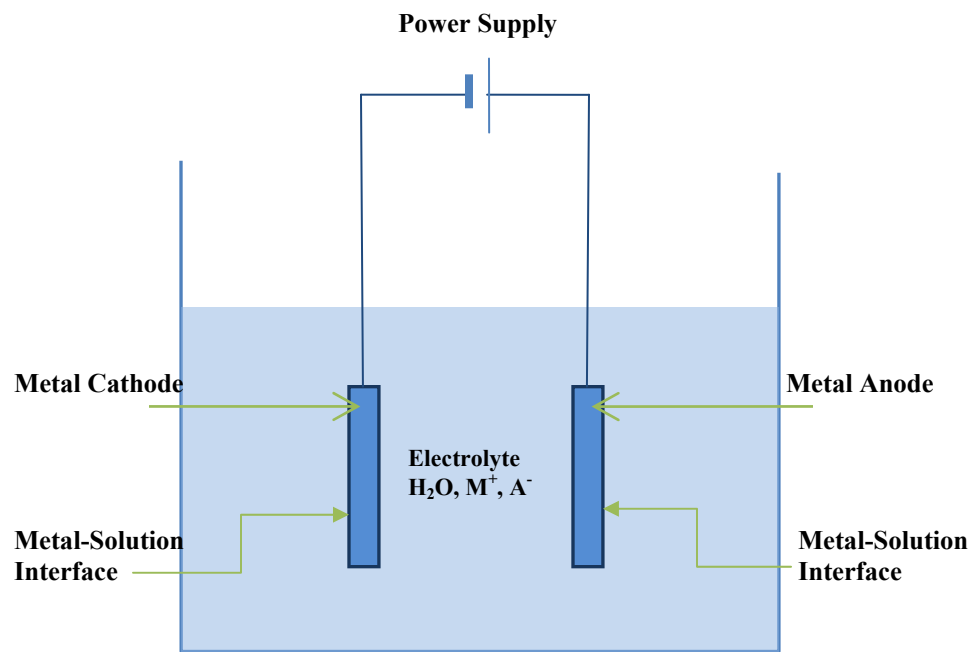 Power Supply
Metal Cathode
Metal Anode
Electrolyte
H₂O, M⁺, A⁻
Metal-Solution
Interface
Metal-Solution
Interface